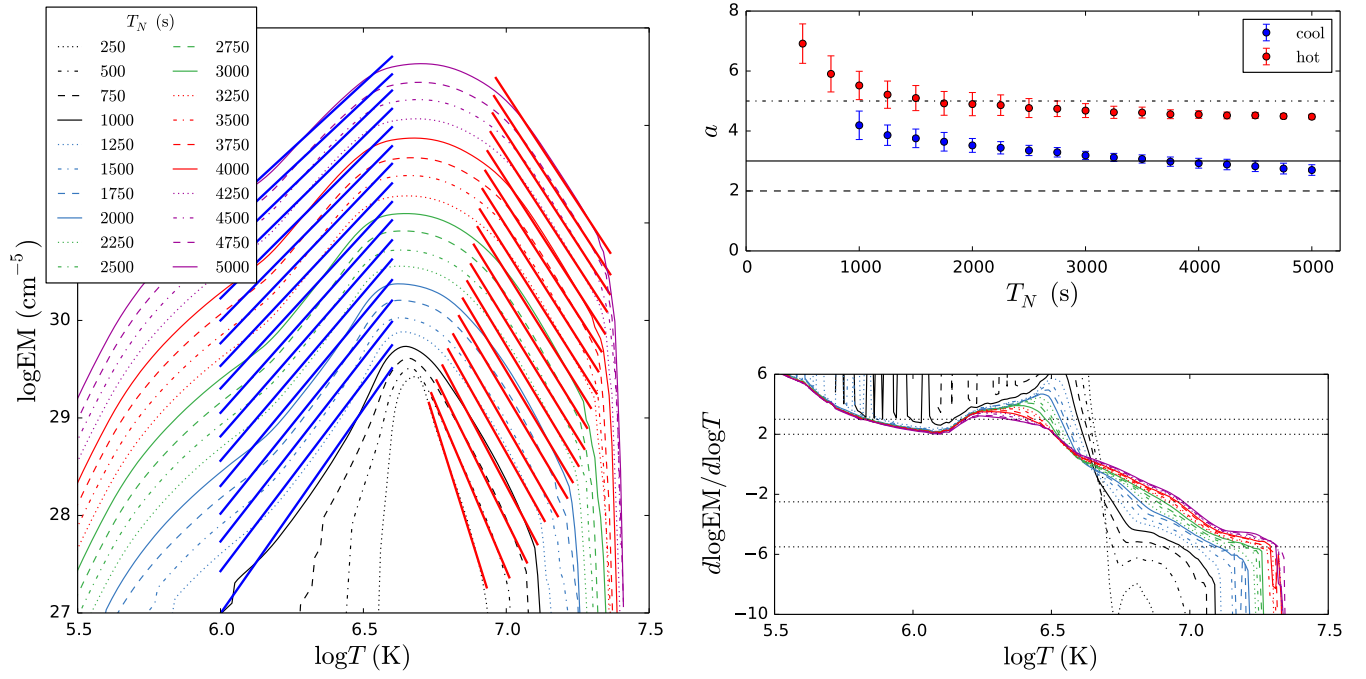 T_N (s)
250 2750
500 3000
750 3250
1000 3500
1250 3750
1500 4000
1750 4250
2000 4500
2250 4750
2500 5000
logEM (cm⁻⁵)
30
29
28
27
5.5 6.0 6.5 7.0 7.5
logT (K)
8
6
4
2
0
a
cool
hot
0 1000 2000 3000 4000 5000
T_N (s)
6
2
−2
−6
−10
dlogEM/dlogT
5.5 6.0 6.5 7.0 7.5
logT (K)